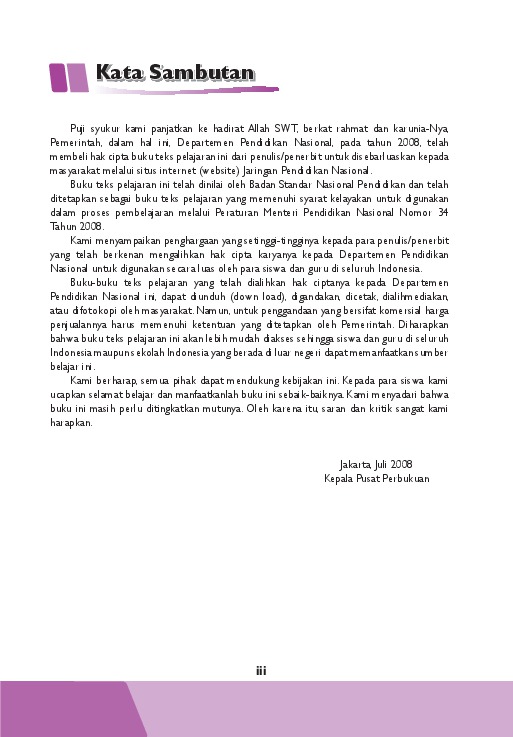 Kata Sambutan
Puji syukur kami panjatkan ke hadirat Allah SWT, berkat rahmat dan karunia-Nya,
Pemerintah, dalam hal ini, Departemen Pendidikan Nasional, pada tahun 2008, telah
membeli hak cipta buku teks pelajaran ini dari penulis/penerbit untuk disebarluaskan kepada
masyarakat melalui situs internet (website) Jaringan Pendidikan Nasional.
Buku teks pelajaran ini telah dinilai oleh Badan Standar Nasional Pendidikan dan telah
ditetapkan sebagai buku teks pelajaran yang memenuhi syarat kelayakan untuk digunakan
dalam proses pembelajaran melalui Peraturan Menteri Pendidikan Nasional Nomor 34
Tahun 2008.
Kami menyampaikan penghargaan yang setinggi-tingginya kepada para penulis/penerbit
yang telah berkenan mengalihkan hak cipta karyanya kepada Departemen Pendidikan
Nasional untuk digunakan secara luas oleh para siswa dan guru di seluruh Indonesia.
Buku-buku teks pelajaran yang telah dialihkan hak ciptanya kepada Departemen
Pendidikan Nasional ini, dapat diunduh (down load), digandakan, dicetak, dialihmediakan,
atau difotokopi oleh masyarakat. Namun, untuk penggandaan yang bersifat komersial harga
penjualannya harus memenuhi ketentuan yang ditetapkan oleh Pemerintah. Diharapkan
bahwa buku teks pelajaran ini akan lebih mudah diakses sehingga siswa dan guru di seluruh
Indonesia maupun sekolah Indonesia yang berada di luar negeri dapat memanfaatkan sumber
belajar ini.
Kami berharap, semua pihak dapat mendukung kebijakan ini. Kepada para siswa kami
ucapkan selamat belajar dan manfaatkanlah buku ini sebaik-baiknya. Kami menyadari bahwa
buku ini masih perlu ditingkatkan mutunya. Oleh karena itu, saran dan kritik sangat kami
harapkan.
Jakarta, Juli 2008
Kepala Pusat Perbukuan
iii